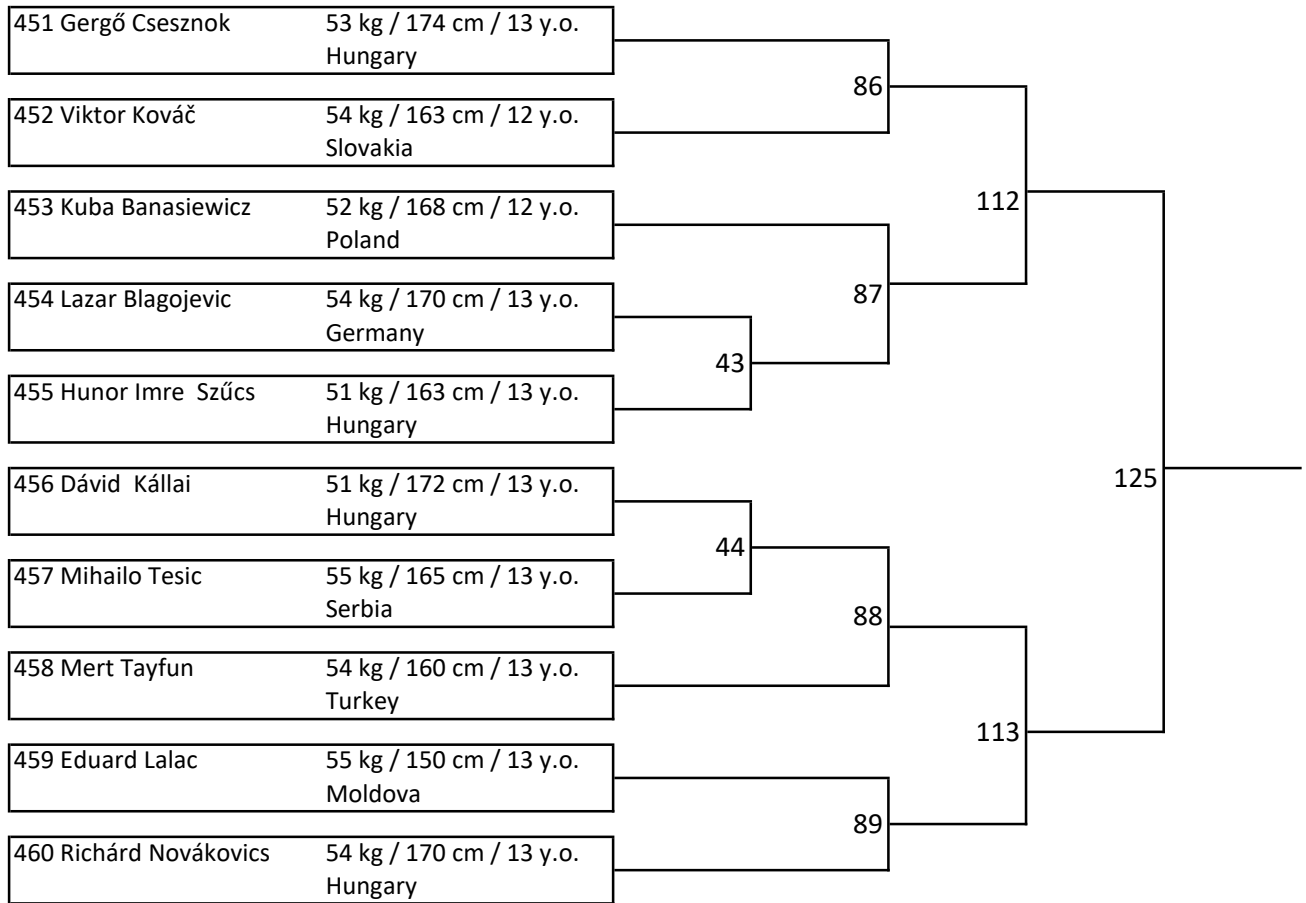 451 Gergő Csesznok 53 kg / 174 cm / 13 y.o.
Hungary
86
452 Viktor Kováč 54 kg / 163 cm / 12 y.o.
Slovakia
453 Kuba Banasiewicz 52 kg / 168 cm / 12 y.o.
112
Poland
454 Lazar Blagojevic 54 kg / 170 cm / 13 y.o.
87
Germany
43
455 Hunor Imre  Szűcs 51 kg / 163 cm / 13 y.o.
Hungary
456 Dávid  Kállai 51 kg / 172 cm / 13 y.o.
125
Hungary
44
457 Mihailo Tesic 55 kg / 165 cm / 13 y.o.
Serbia
88
458 Mert Tayfun 54 kg / 160 cm / 13 y.o.
Turkey
113
459 Eduard Lalac 55 kg / 150 cm / 13 y.o.
Moldova
89
460 Richárd Novákovics 54 kg / 170 cm / 13 y.o.
Hungary